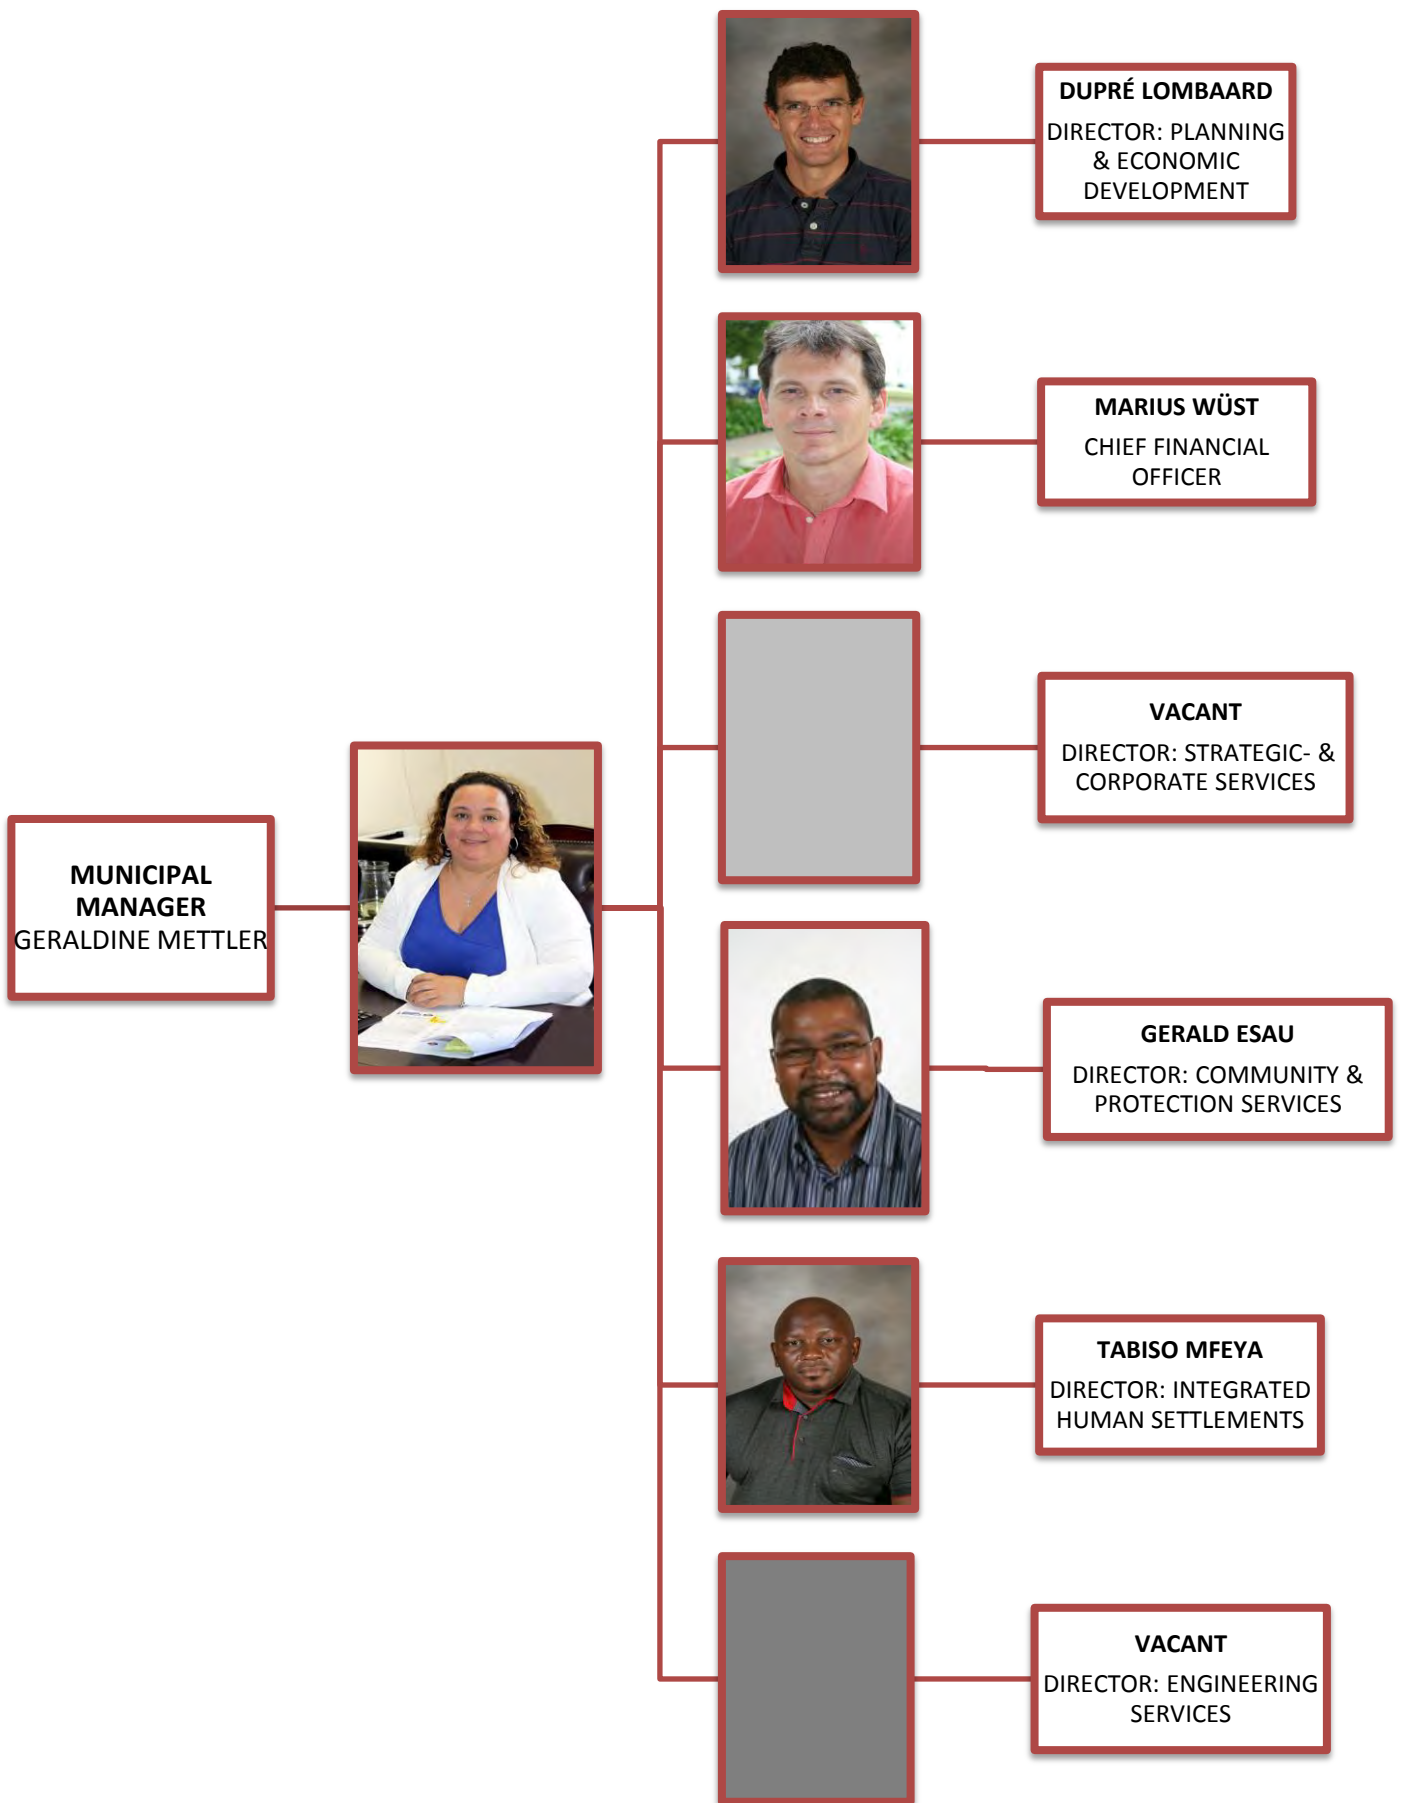 DUPRÉ LOMBAARD
DIRECTOR: PLANNING
& ECONOMIC
DEVELOPMENT
MARIUS WÜST
CHIEF FINANCIAL
OFFICER
VACANT
DIRECTOR: STRATEGIC- &
CORPORATE SERVICES
MUNICIPAL
MANAGER
GERALDINE METTLER
GERALD ESAU
DIRECTOR: COMMUNITY &
PROTECTION SERVICES
TABISO MFEYA
DIRECTOR: INTEGRATED
HUMAN SETTLEMENTS
VACANT
DIRECTOR: ENGINEERING
SERVICES